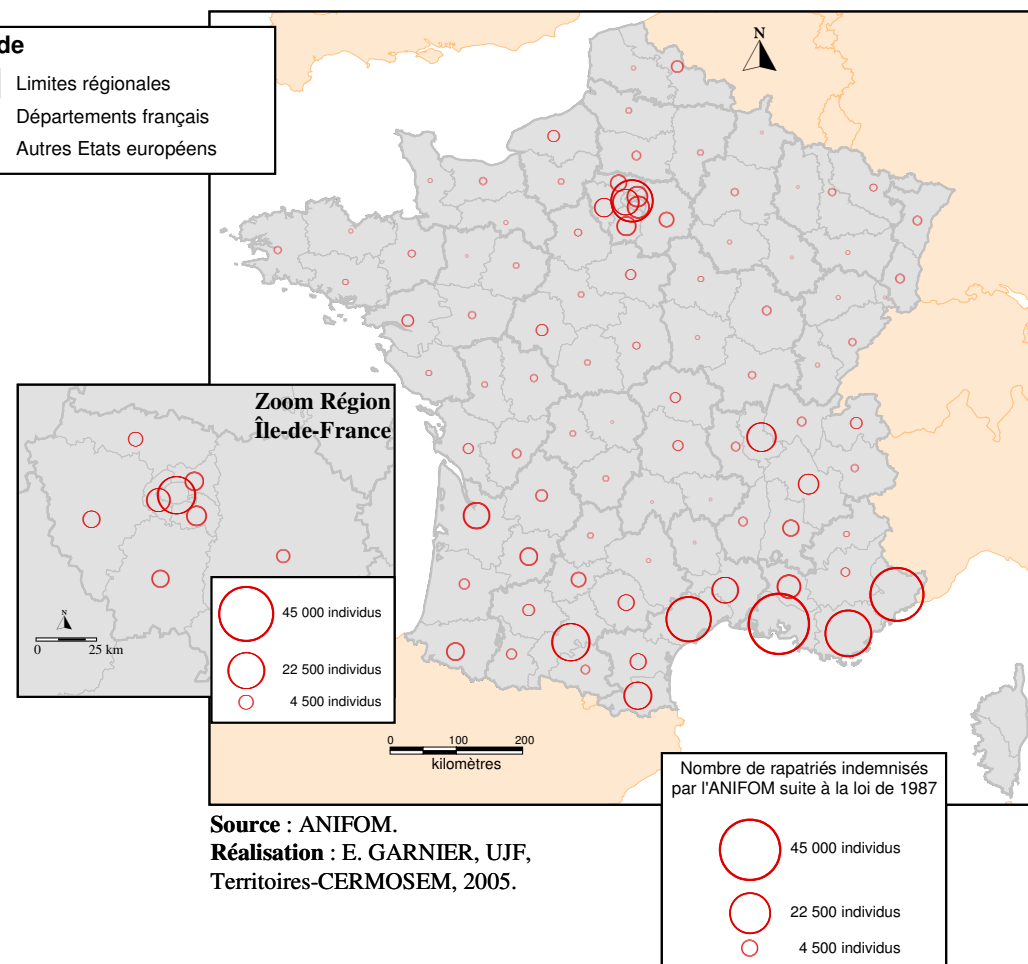 de
Limites régionales
Départements français
Autres Etats européens
N
Zoom Région
Île-de-France
N
0 25 km
45 000 individus
22 500 individus
4 500 individus
0 100 200
kilomètres
Source : ANIFOM.
Réalisation : E. GARNIER, UJF,
Territoires-CERMOSEM, 2005.
Nombre de rapatriés indemnisés
par l'ANIFOM suite à la loi de 1987
45 000 individus
22 500 individus
4 500 individus